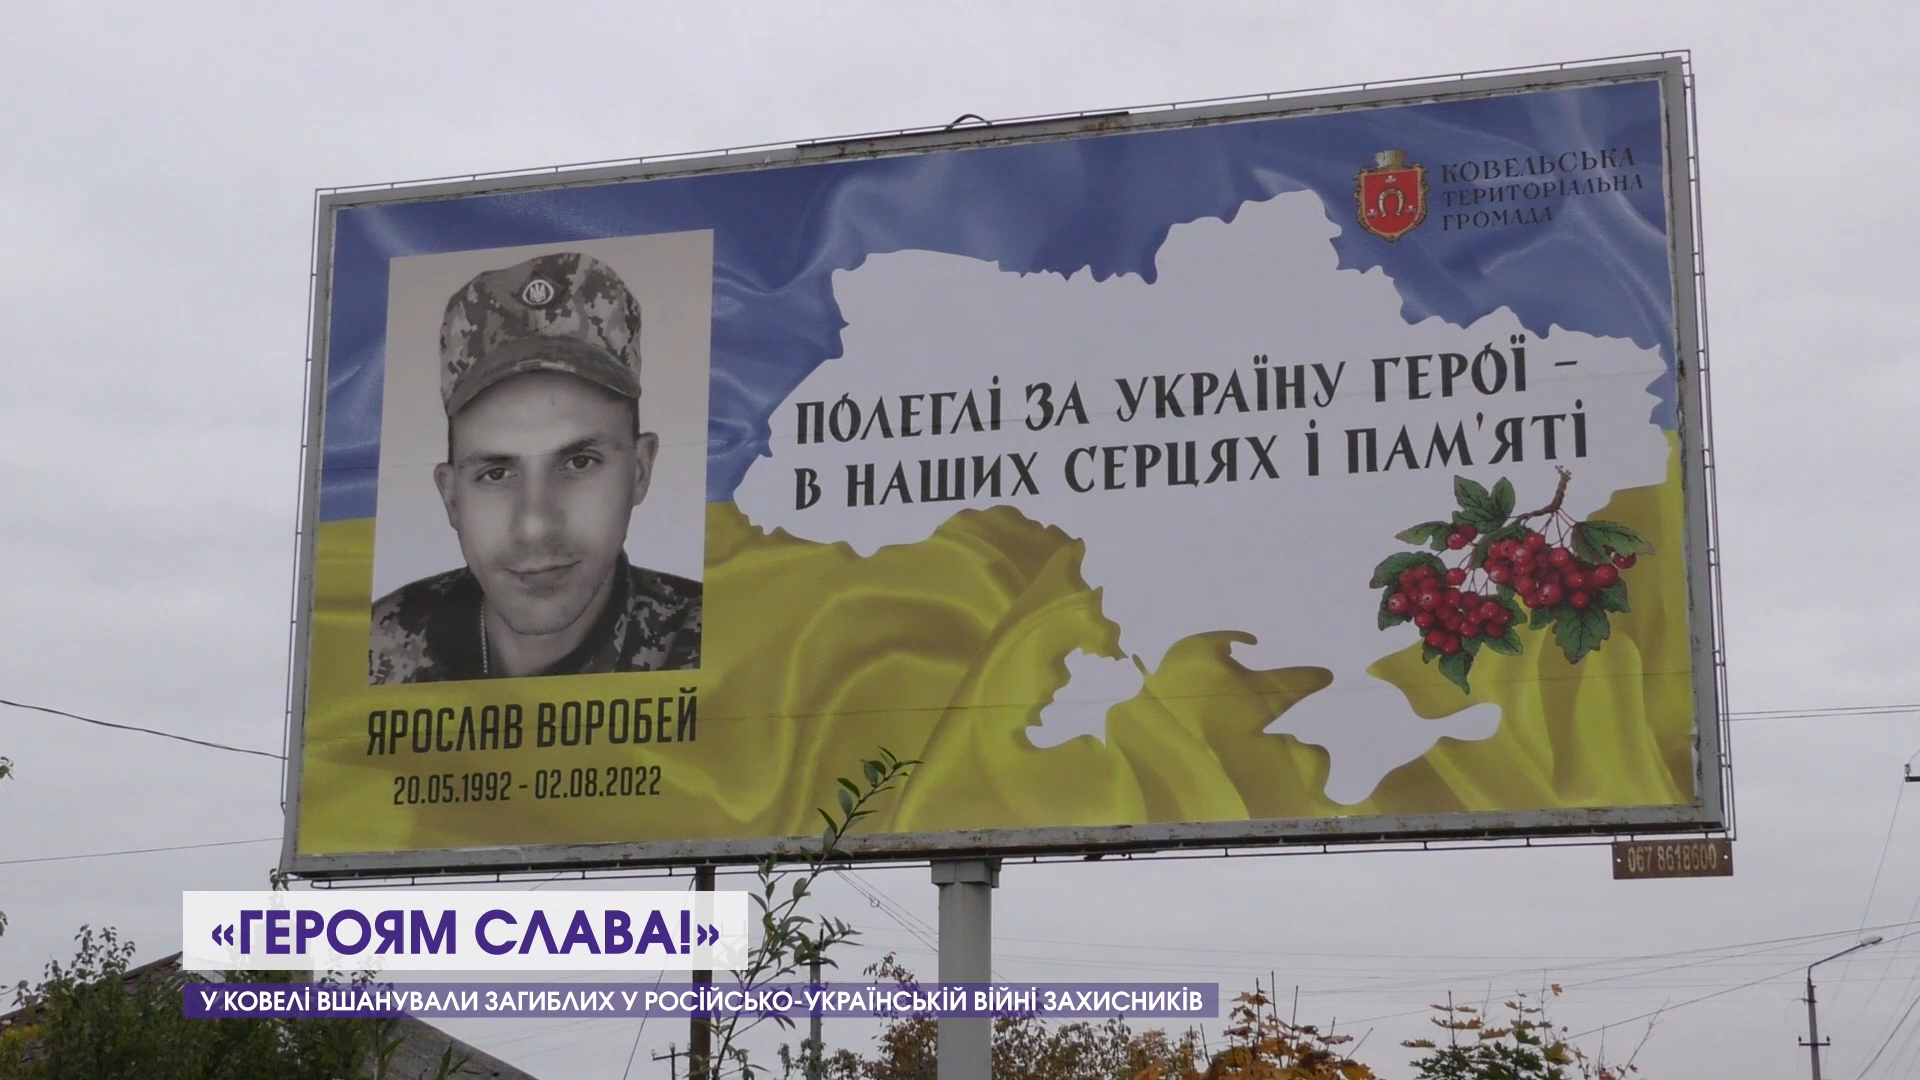 КОВЕЛЬСЬКА
ТЕРИТОРІАЛЬНА
ГРОМАДА
ПОЛЕГЛІ ЗА УКРАЇНУ ГЕРОЇ –
В НАШИХ СЕРЦЯХ І ПАМ'ЯТІ
ЯРОСЛАВ ВОРОБЕЙ
20.05.1992 - 02.08.2022
067 8618600
«ГЕРОЯМ СЛАВА!»
У КОВЕЛІ ВШАНУВАЛИ ЗАГИБЛИХ У РОСІЙСЬКО-УКРАЇНСЬКІЙ ВІЙНІ ЗАХИСНИКІВ